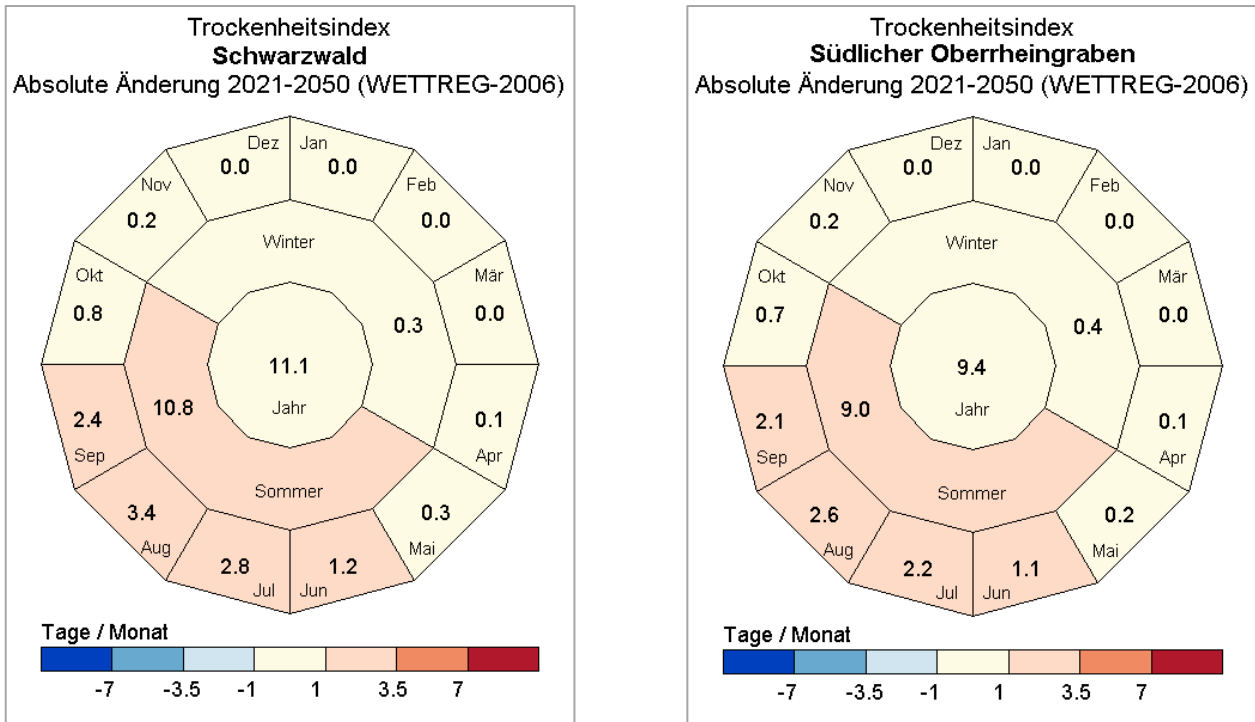 Trockenheitsindex
Schwarzwald
Absolute Änderung 2021-2050 (WETTREG-2006)
Dez
0.0
Jan
0.0
Nov
0.2
Feb
0.0
Winter
Okt
0.8
Mär
0.0
0.3
11.1
Jahr
10.8
2.4
Sep
0.1
Apr
Sommer
3.4
Aug
0.3
Mai
2.8
Jul
1.2
Jun
Tage / Monat
-7 -3.5 -1 1 3.5 7
Trockenheitsindex
Südlicher Oberrheingraben
Absolute Änderung 2021-2050 (WETTREG-2006)
Dez
0.0
Jan
0.0
Nov
0.2
Feb
0.0
Winter
Okt
0.7
Mär
0.0
0.4
9.4
Jahr
9.0
2.1
Sep
0.1
Apr
Sommer
2.6
Aug
0.2
Mai
2.2
Jul
1.1
Jun
Tage / Monat
-7 -3.5 -1 1 3.5 7